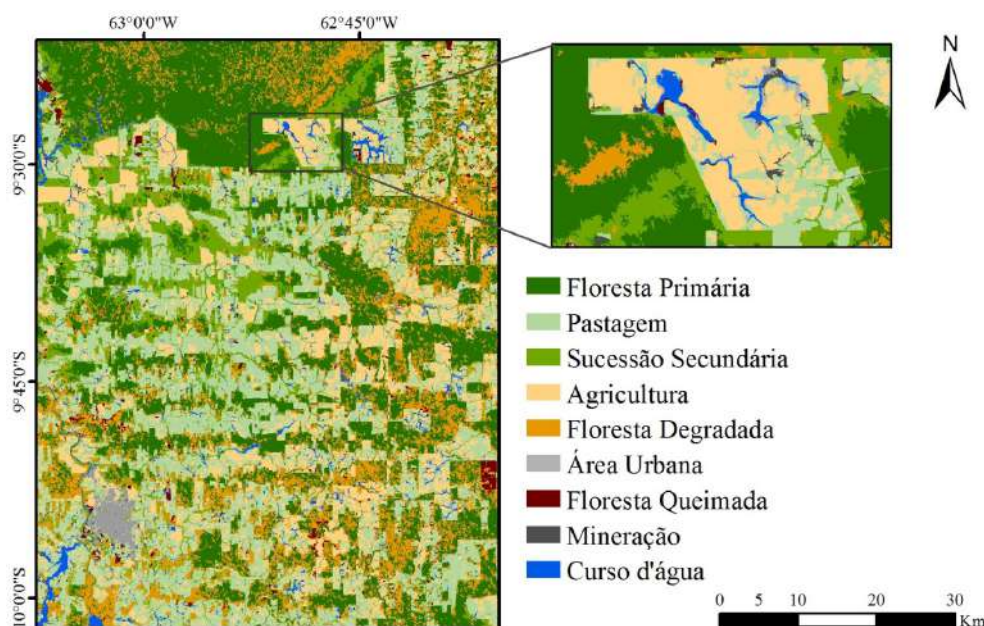 63°0'0"W
62°45'0"W
N
9°30'0"S
9°45'0"S
10°0'0"S
Floresta Primária
Pastagem
Sucessão Secundária
Agricultura
Floresta Degradada
Área Urbana
Floresta Queimada
Mineração
Curso d'água
0 5 10 20 30
Km